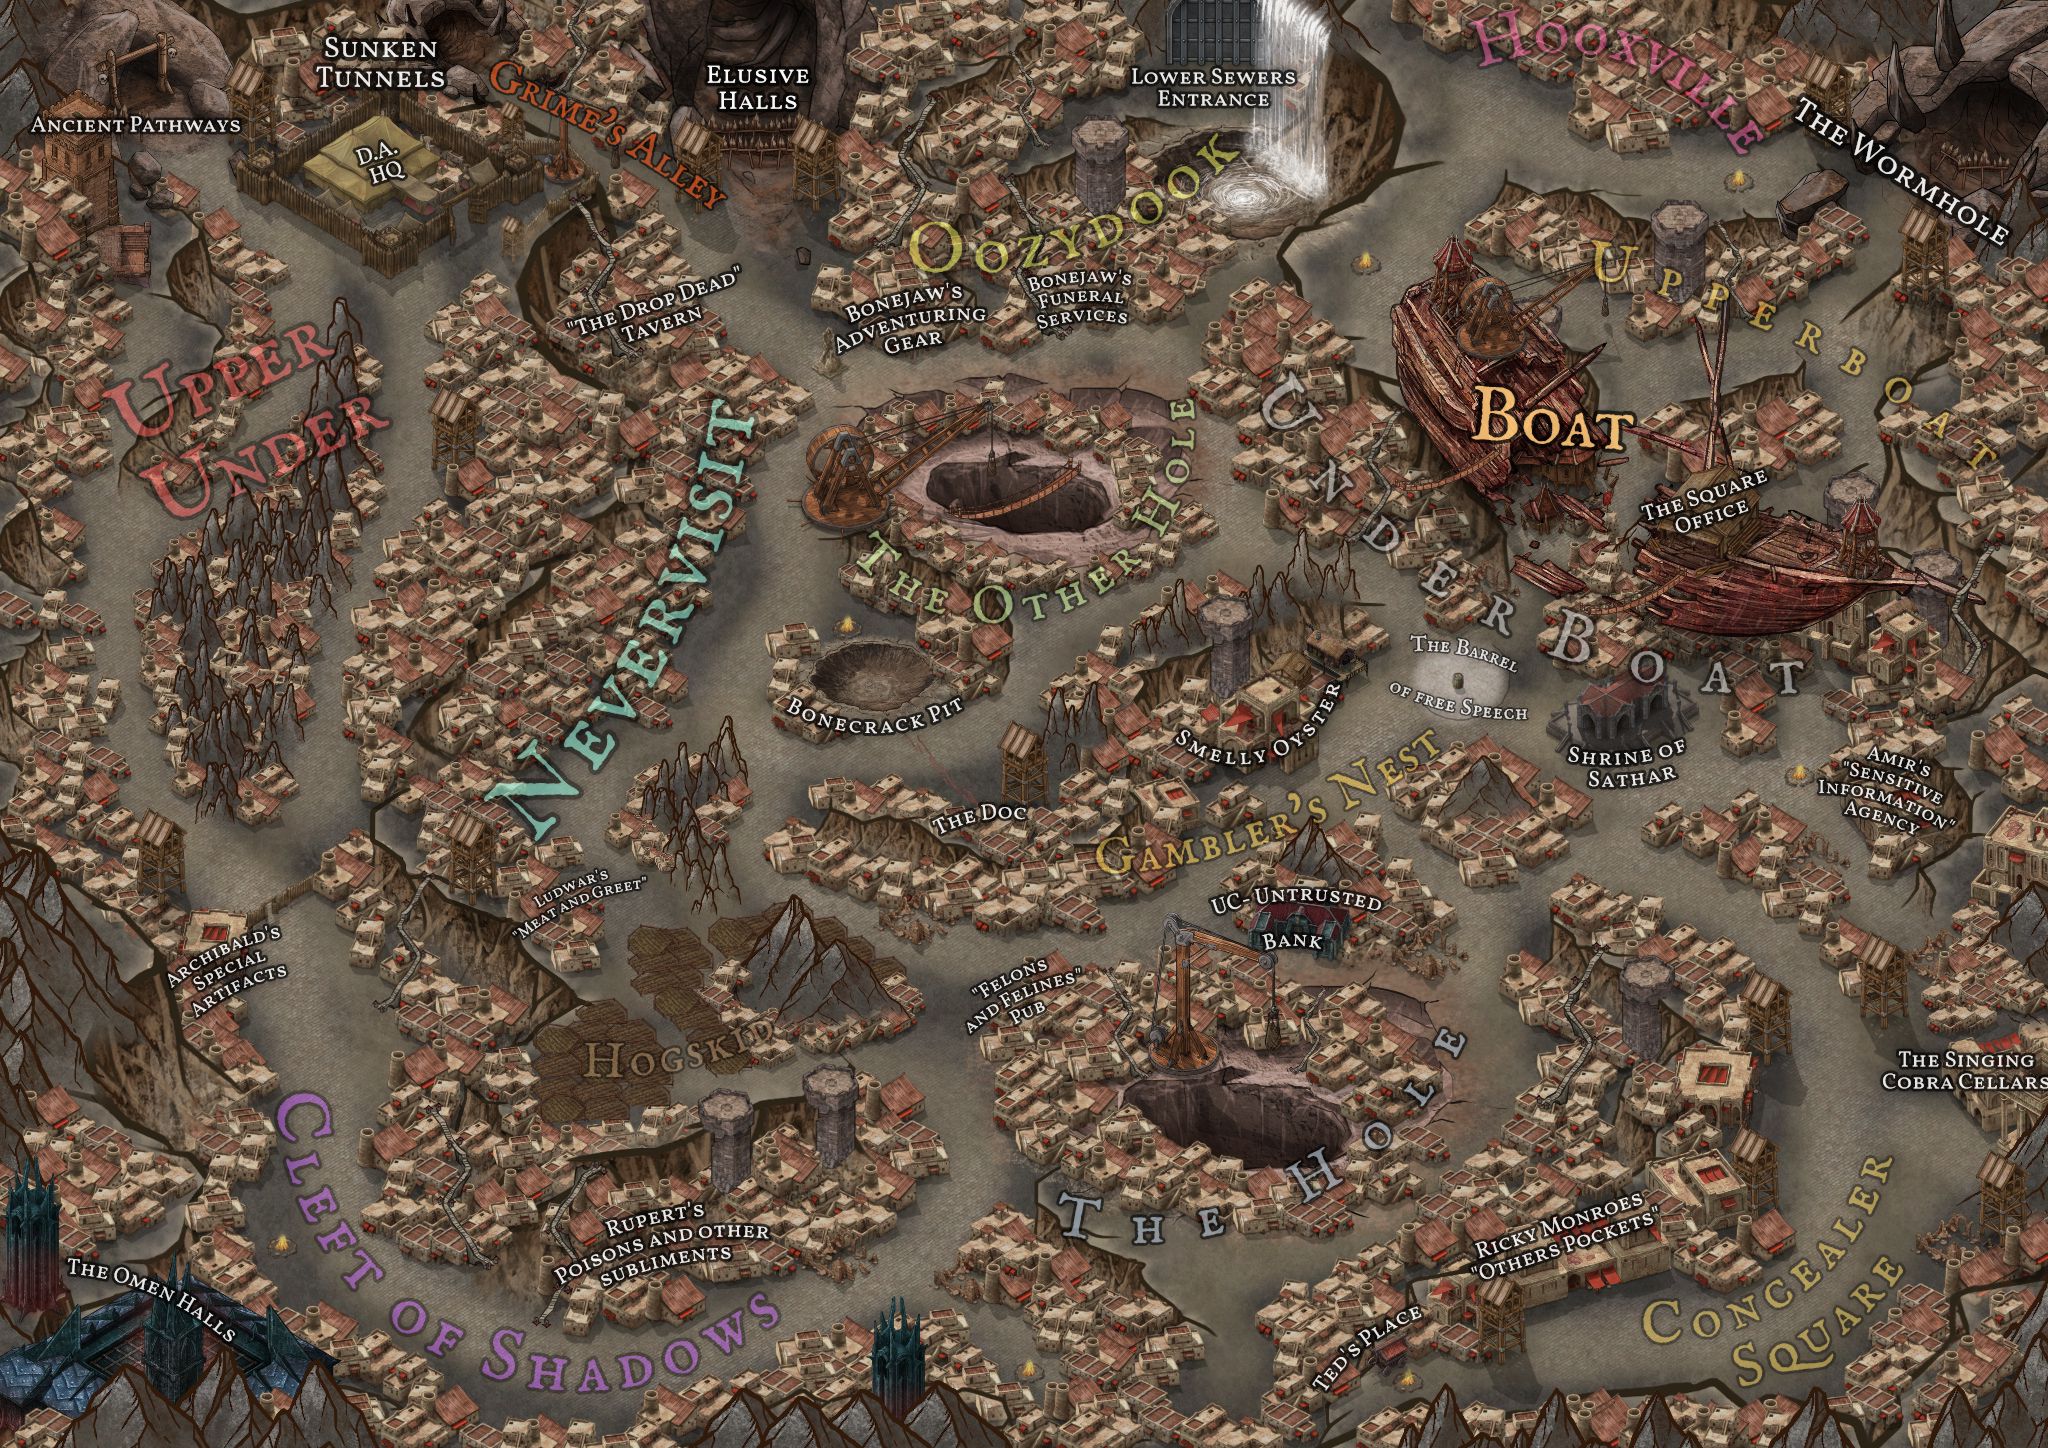 Hooxville
Sunken
Tunnels
Grime's Alley
Elusive
Halls
Lower Sewers
Entrance
The Wormhole
Ancient Pathways
D.A.
HQ
Oozydook
Upperboat
"The Drop Dead"
Tavern
Bonejaw's
Adventuring
Gear
Bonejaw's
Funeral
Services
Upper
Under
Boat
Underboat
The Square
Office
Nevervisit
The Other Hole
The Barrel
of free Speech
Bonecrack Pit
Smelly Oyster
Shrine of
Sathar
Amir's
"Sensitive
Information"
Agency
The Doc
Gambler's Nest
Ludwar's
"Meat and Greet"
UC- Untrusted
Bank
Archibald's
Special
Artifacts
"Felons
and Felines"
Pub
Hogskid
The Singing
Cobra Cellars
Cleft of Shadows
The Hole
Rupert's
Poisons and other
subliments
Ricky Monroes
"Others Pockets"
Concealer
Square
The Omen Halls
Ted's Place